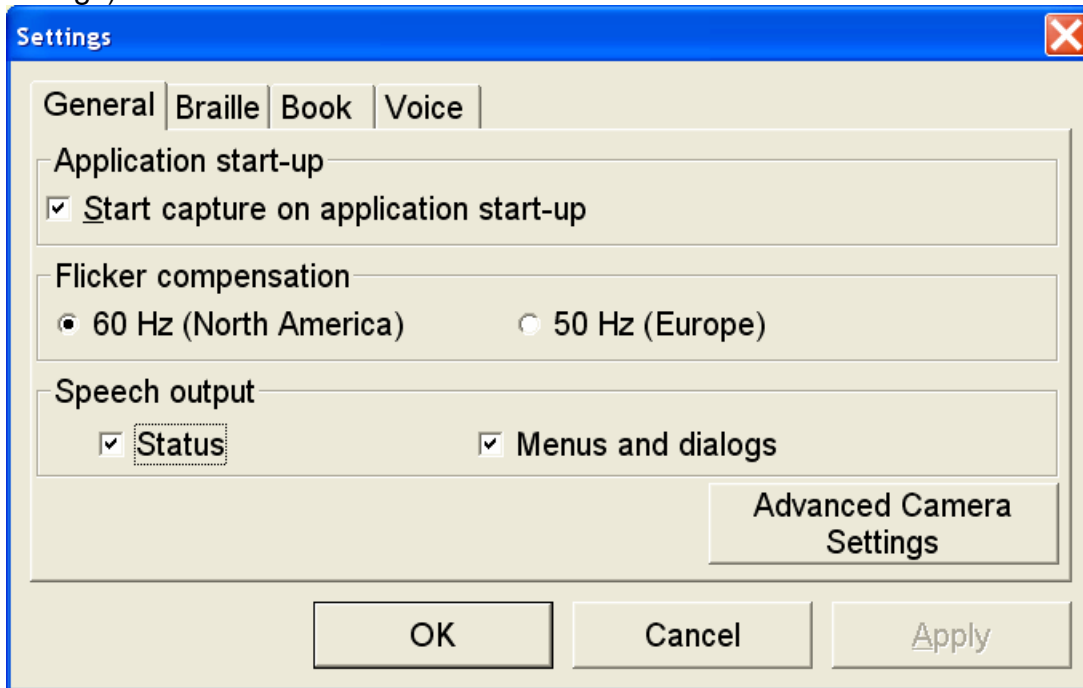 Settings
General Braille Book Voice
Application start-up
Start capture on application start-up
Flicker compensation
60 Hz (North America) 50 Hz (Europe)
Speech output
Status Menus and dialogs
Advanced Camera
Settings
OK Cancel Apply